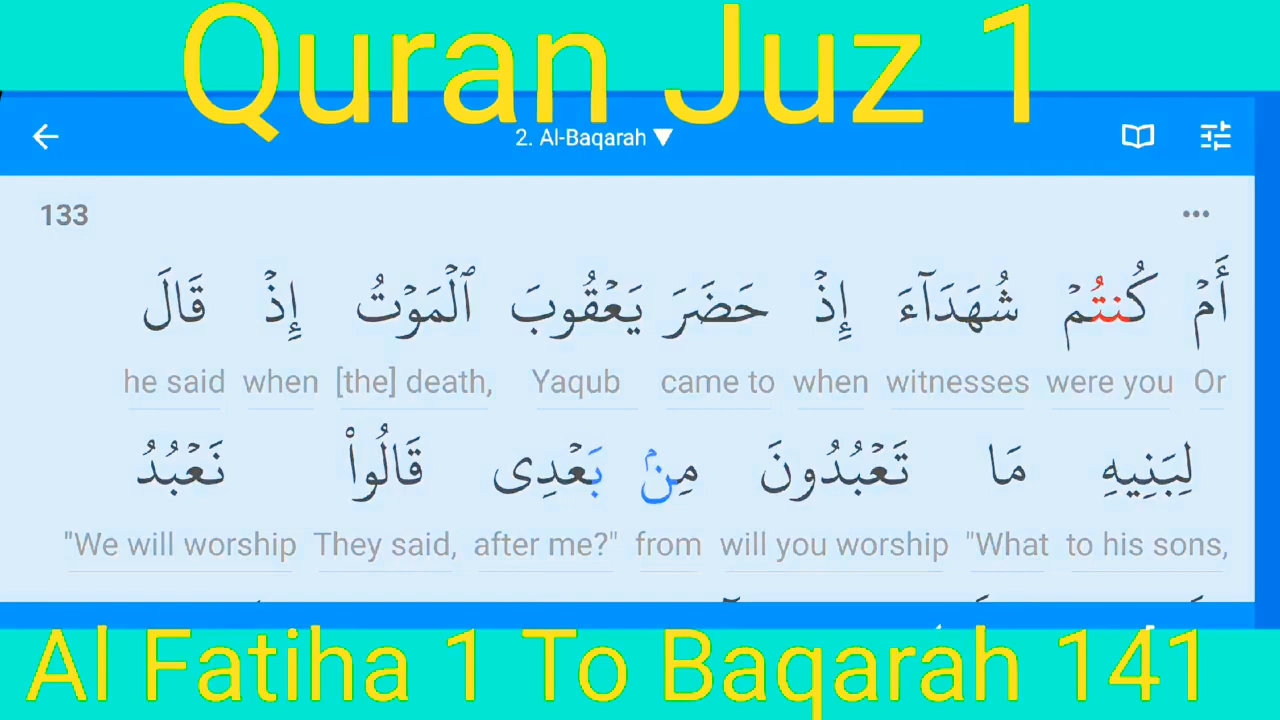 Quran Juz 1
2. Al-Baqarah ▼
133
أَمْ كُنتُمْ شُهَدَآءَ إِذْ حَضَرَ يَعْقُوبَ ٱلْمَوْتُ إِذْ قَالَ
he said when [the] death, Yaqub came to when witnesses were you Or
لِبَنِيهِ مَا تَعْبُدُونَ مِنۢ بَعْدِى قَالُوا۟ نَعْبُدُ
"We will worship They said, after me?" from will you worship "What to his sons,
Al Fatiha 1 To Baqarah 141